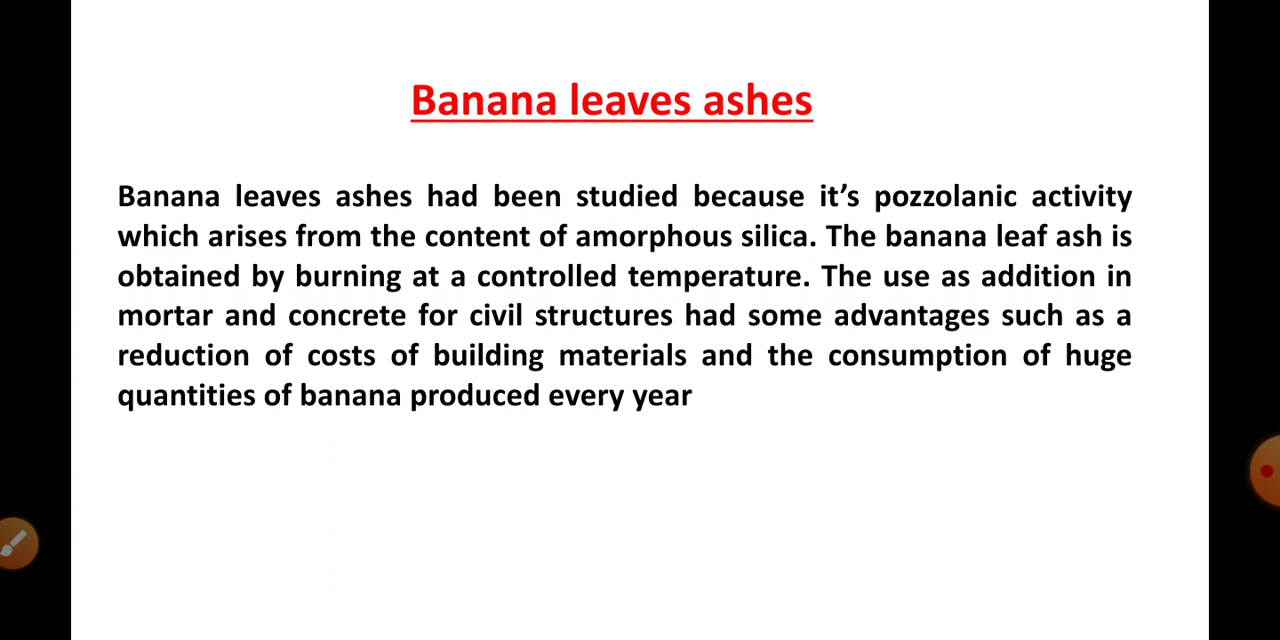 Banana leaves ashes
Banana leaves ashes had been studied because it’s pozzolanic activity
which arises from the content of amorphous silica. The banana leaf ash is
obtained by burning at a controlled temperature. The use as addition in
mortar and concrete for civil structures had some advantages such as a
reduction of costs of building materials and the consumption of huge
quantities of banana produced every year